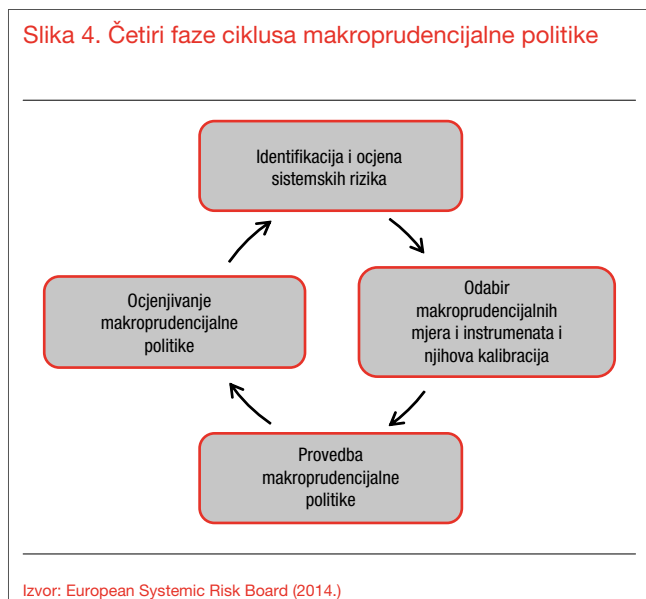 Slika 4. Četiri faze ciklusa makroprudencijalne politike
Identifikacija i ocjena
sistemskih rizika
Odabir
makroprudencijalnih
mjera i instrumenata i
njihova kalibracija
Provedba
makroprudencijalne
politike
Ocjenjivanje
makroprudencijalne
politike
Izvor: European Systemic Risk Board (2014.)